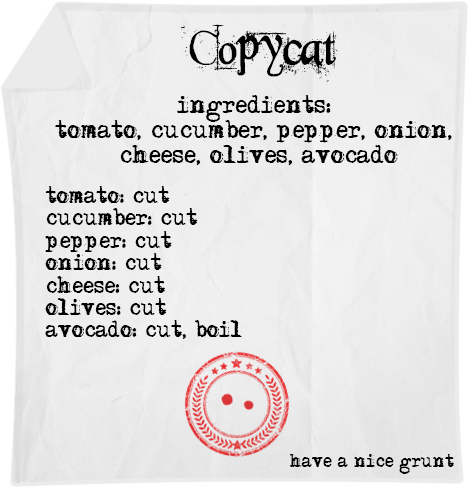 Copycat
ingredients:
tomato, cucumber, pepper, onion,
cheese, olives, avocado
tomato: cut
cucumber: cut
pepper: cut
onion: cut
cheese: cut
olives: cut
avocado: cut, boil
have a nice grunt